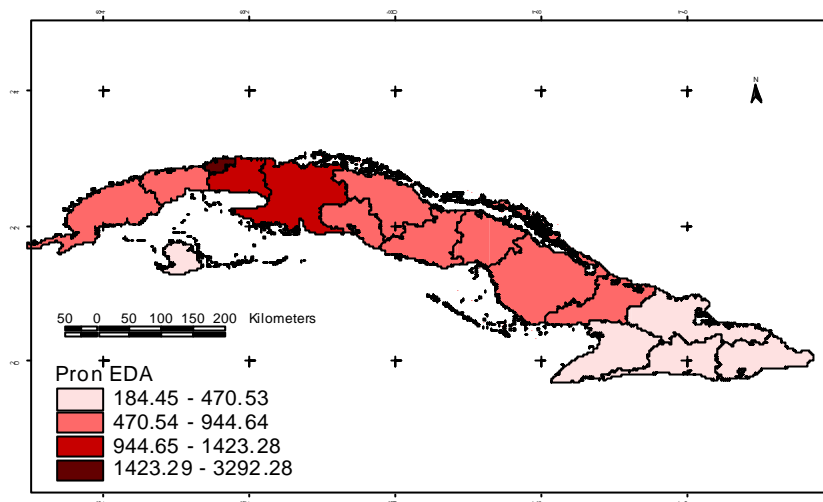 N
50 0 50 100 150 200 Kilometers
Pron EDA
184.45 - 470.53
470.54 - 944.64
944.65 - 1423.28
1423.29 - 3292.28